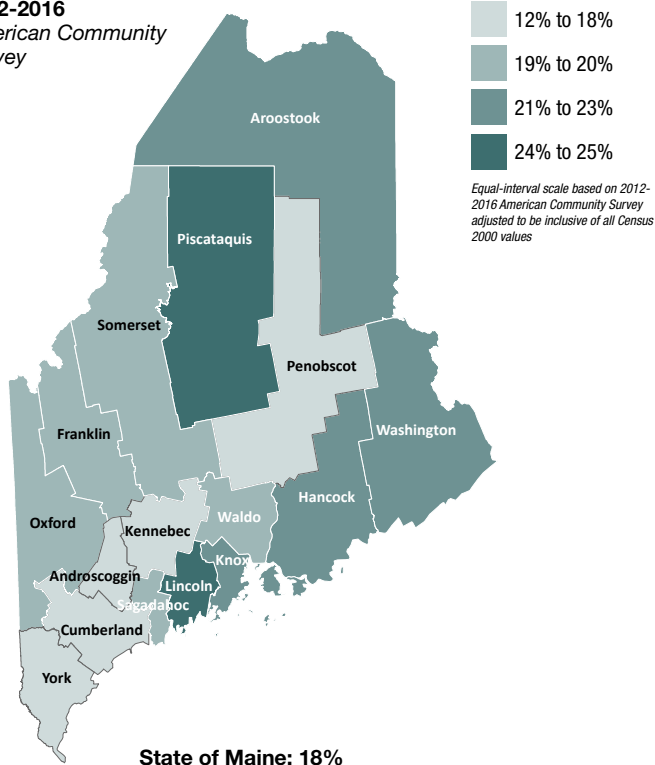 2-2016
erican Community
vey
12% to 18%
19% to 20%
21% to 23%
24% to 25%
Equal-interval scale based on 2012-
2016 American Community Survey
adjusted to be inclusive of all Census
2000 values
Aroostook
Piscataquis
Somerset
Penobscot
Franklin
Washington
Hancock
Oxford
Waldo
Kennebec
Knox
Androscoggin
Lincoln
Sagadahoc
Cumberland
York
State of Maine: 18%